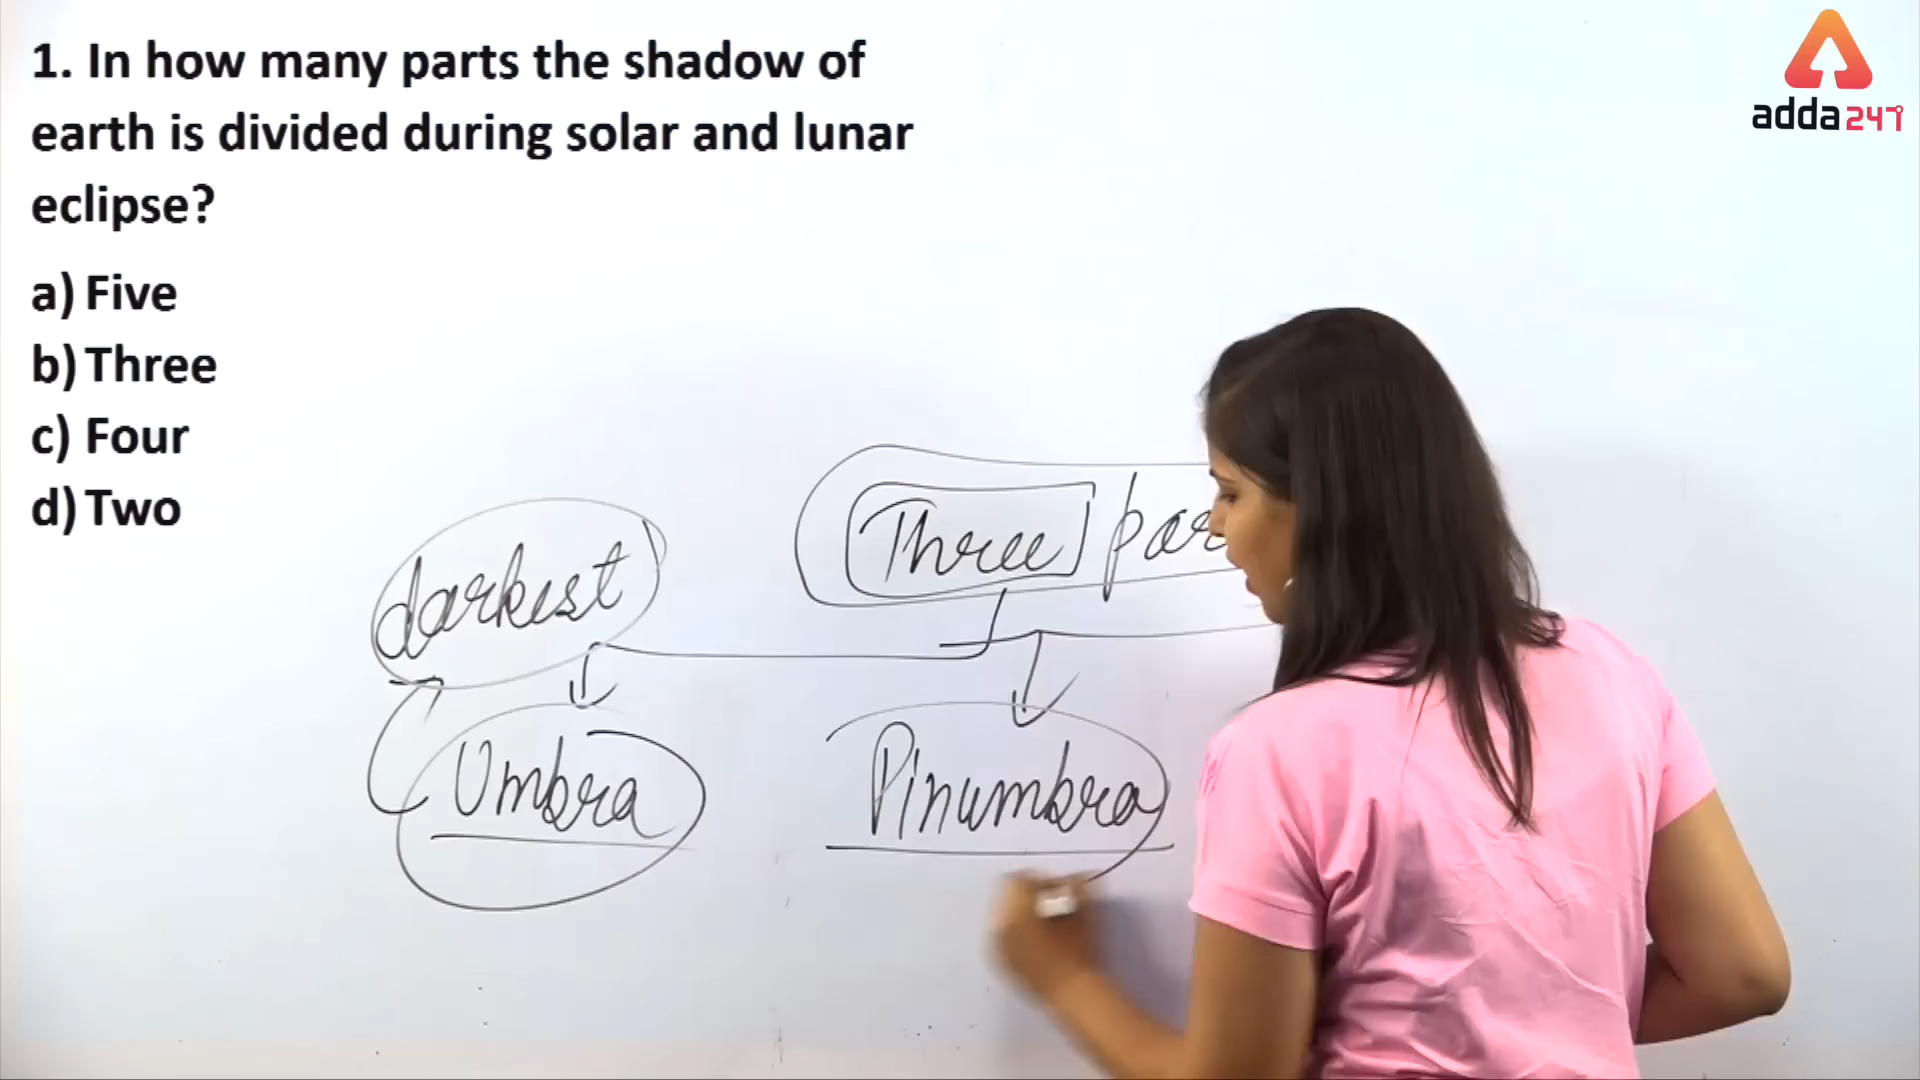 1. In how many parts the shadow of
earth is divided during solar and lunar
eclipse?
a) Five
b) Three
c) Four
d) Two
adda247
Three par
darkest
Umbra
Pinumbra